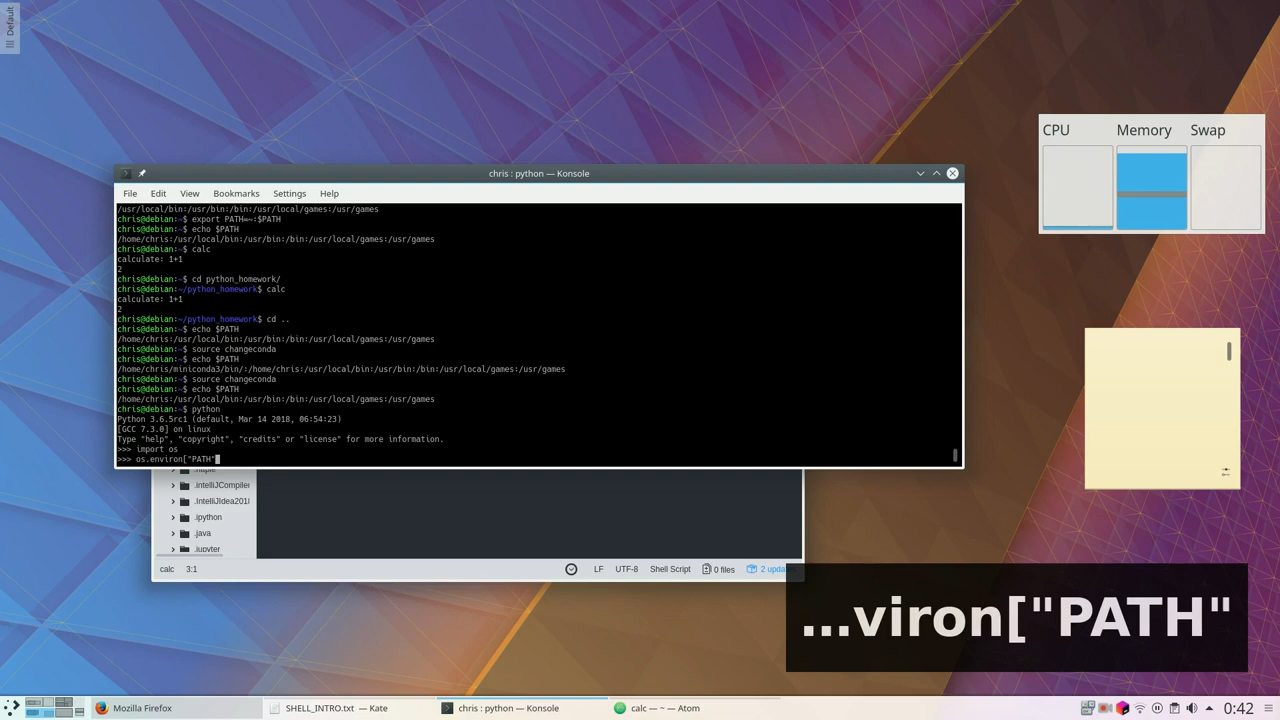 Default
CPU Memory Swap
chris : python — Konsole
File Edit View Bookmarks Settings Help
/usr/local/bin:/usr/bin:/bin:/usr/local/games:/usr/games
chris@debian:~$ export PATH=~:$PATH
chris@debian:~$ echo $PATH
/home/chris:/usr/local/bin:/usr/bin:/bin:/usr/local/games:/usr/games
chris@debian:~$ calc
calculate: 1+1
2
chris@debian:~$ cd python_homework/
chris@debian:~/python_homework$ calc
calculate: 1+1
2
chris@debian:~/python_homework$ cd ..
chris@debian:~$ echo $PATH
/home/chris:/usr/local/bin:/usr/bin:/bin:/usr/local/games:/usr/games
chris@debian:~$ source changeconda
chris@debian:~$ echo $PATH
/home/chris/miniconda3/bin/:/home/chris:/usr/local/bin:/usr/bin:/bin:/usr/local/games:/usr/games
chris@debian:~$ source changeconda
chris@debian:~$ echo $PATH
/home/chris:/usr/local/bin:/usr/bin:/bin:/usr/local/games:/usr/games
chris@debian:~$ python
Python 3.6.5rc1 (default, Mar 14 2018, 06:54:23)
[GCC 7.3.0] on linux
Type "help", "copyright", "credits" or "license" for more information.
>>> import os
>>> os.environ["PATH"
.intelliJCompiler
.IntelliJIdea201
.ipython
.java
.jupyter
calc 3:1 LF UTF-8 Shell Script 0 files 2 upda
...viron["PATH"
Mozilla Firefox SHELL_INTRO.txt — Kate chris : python — Konsole calc — ~ — Atom 0:42